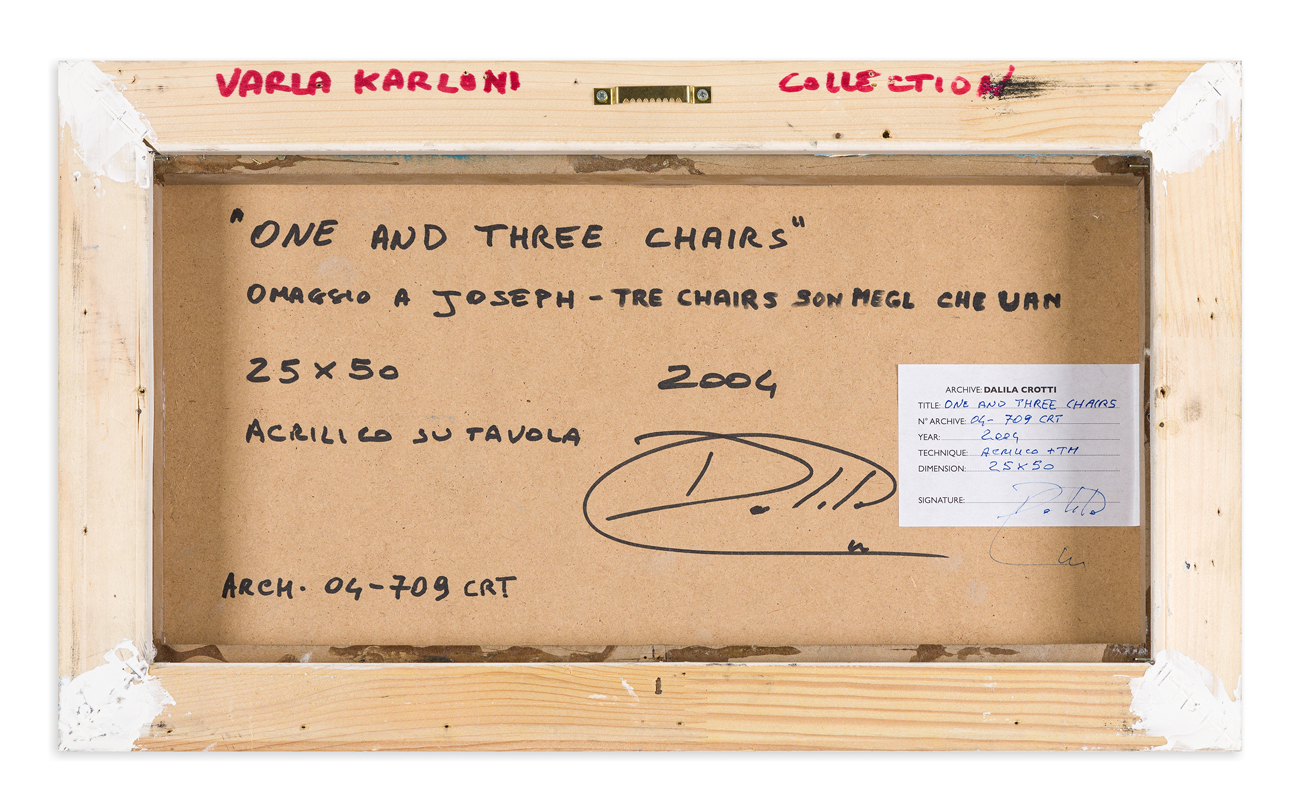 VARLA KARLONI COLLECTION
"ONE AND THREE CHAIRS"
OMAGGIO A JOSEPH - TRE CHAIRS SON MEGL CHE UAN
25 x 50 2004
ACRILICO SU TAVOLA
Dalila
ARCH. 04-709 CRT
ARCHIVE: DALILA CROTTI
TITLE: ONE AND THREE CHAIRS
N° ARCHIVE: 04-709 CRT
YEAR: 2004
TECHNIQUE: ACRILICO + TM
DIMENSION: 25x50
SIGNATURE: Dalila